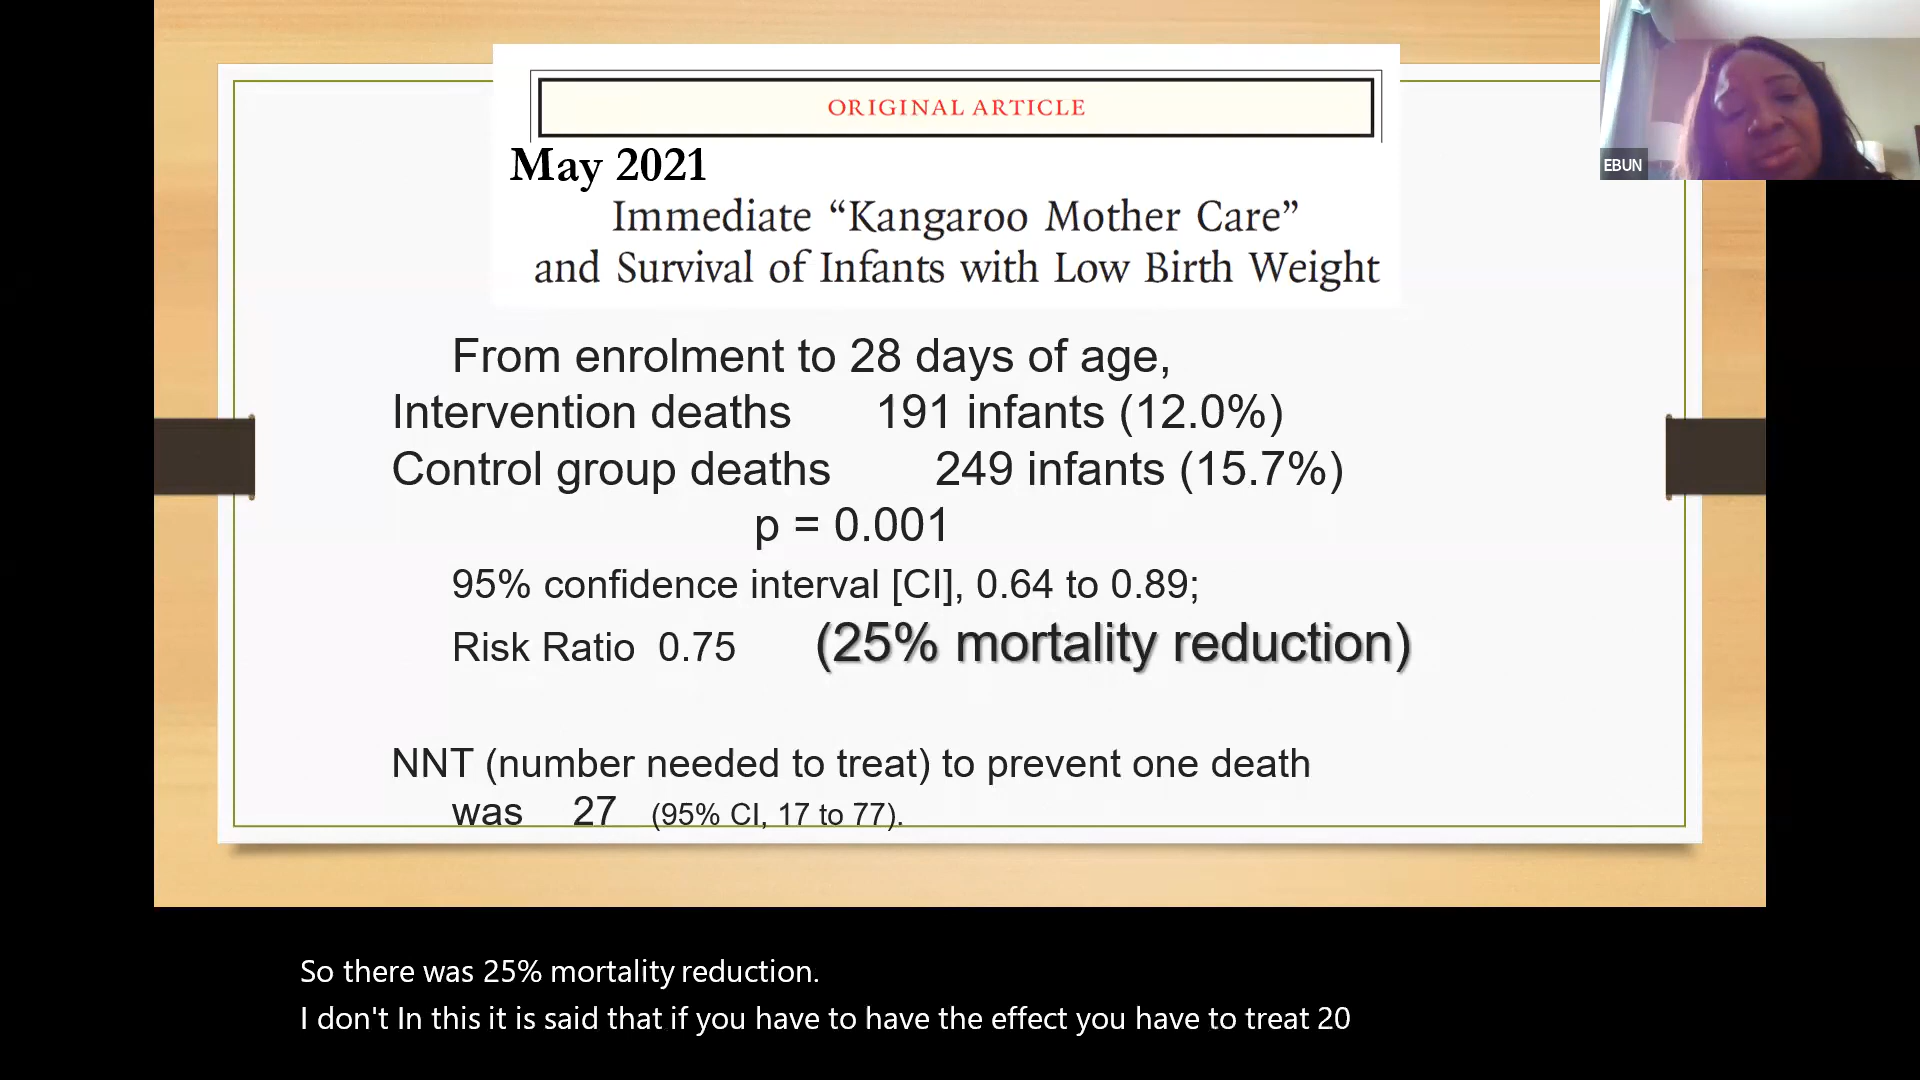 ORIGINAL ARTICLE
May 2021
Immediate “Kangaroo Mother Care”
and Survival of Infants with Low Birth Weight
From enrolment to 28 days of age,
Intervention deaths 191 infants (12.0%)
Control group deaths 249 infants (15.7%)
p = 0.001
95% confidence interval [CI], 0.64 to 0.89;
Risk Ratio 0.75 (25% mortality reduction)
NNT (number needed to treat) to prevent one death
was 27 (95% CI, 17 to 77).
EBUN
So there was 25% mortality reduction.
I don't In this it is said that if you have to have the effect you have to treat 20